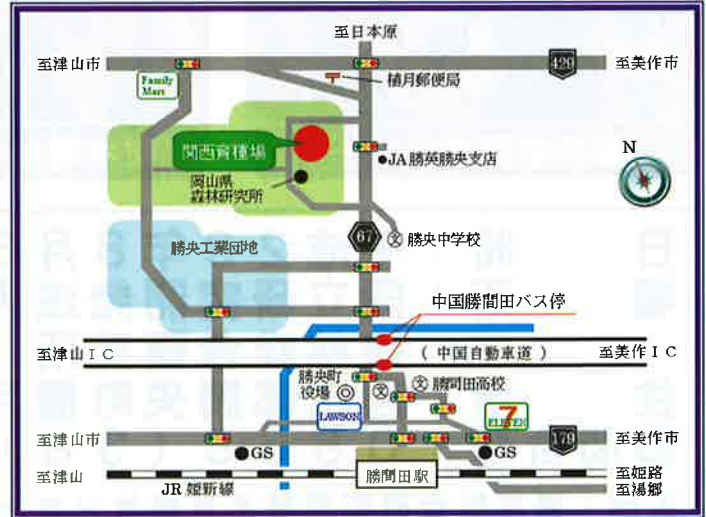 至日本原
至津山市
429
至美作市
Family
Mart
植月郵便局
関西育種場
JA勝英勝央支店
N
岡山県
森林研究所
67
文 勝央中学校
勝央工業団地
中国勝間田バス停
至津山IC
(中国自動車道)
至美作IC
勝央町
役場
文
文 勝間田高校
LAWSON
7
ELEVEN
至津山市
GS
GS
179
至美作市
至津山
JR 姫新線
勝間田駅
至姫路
至湯郷